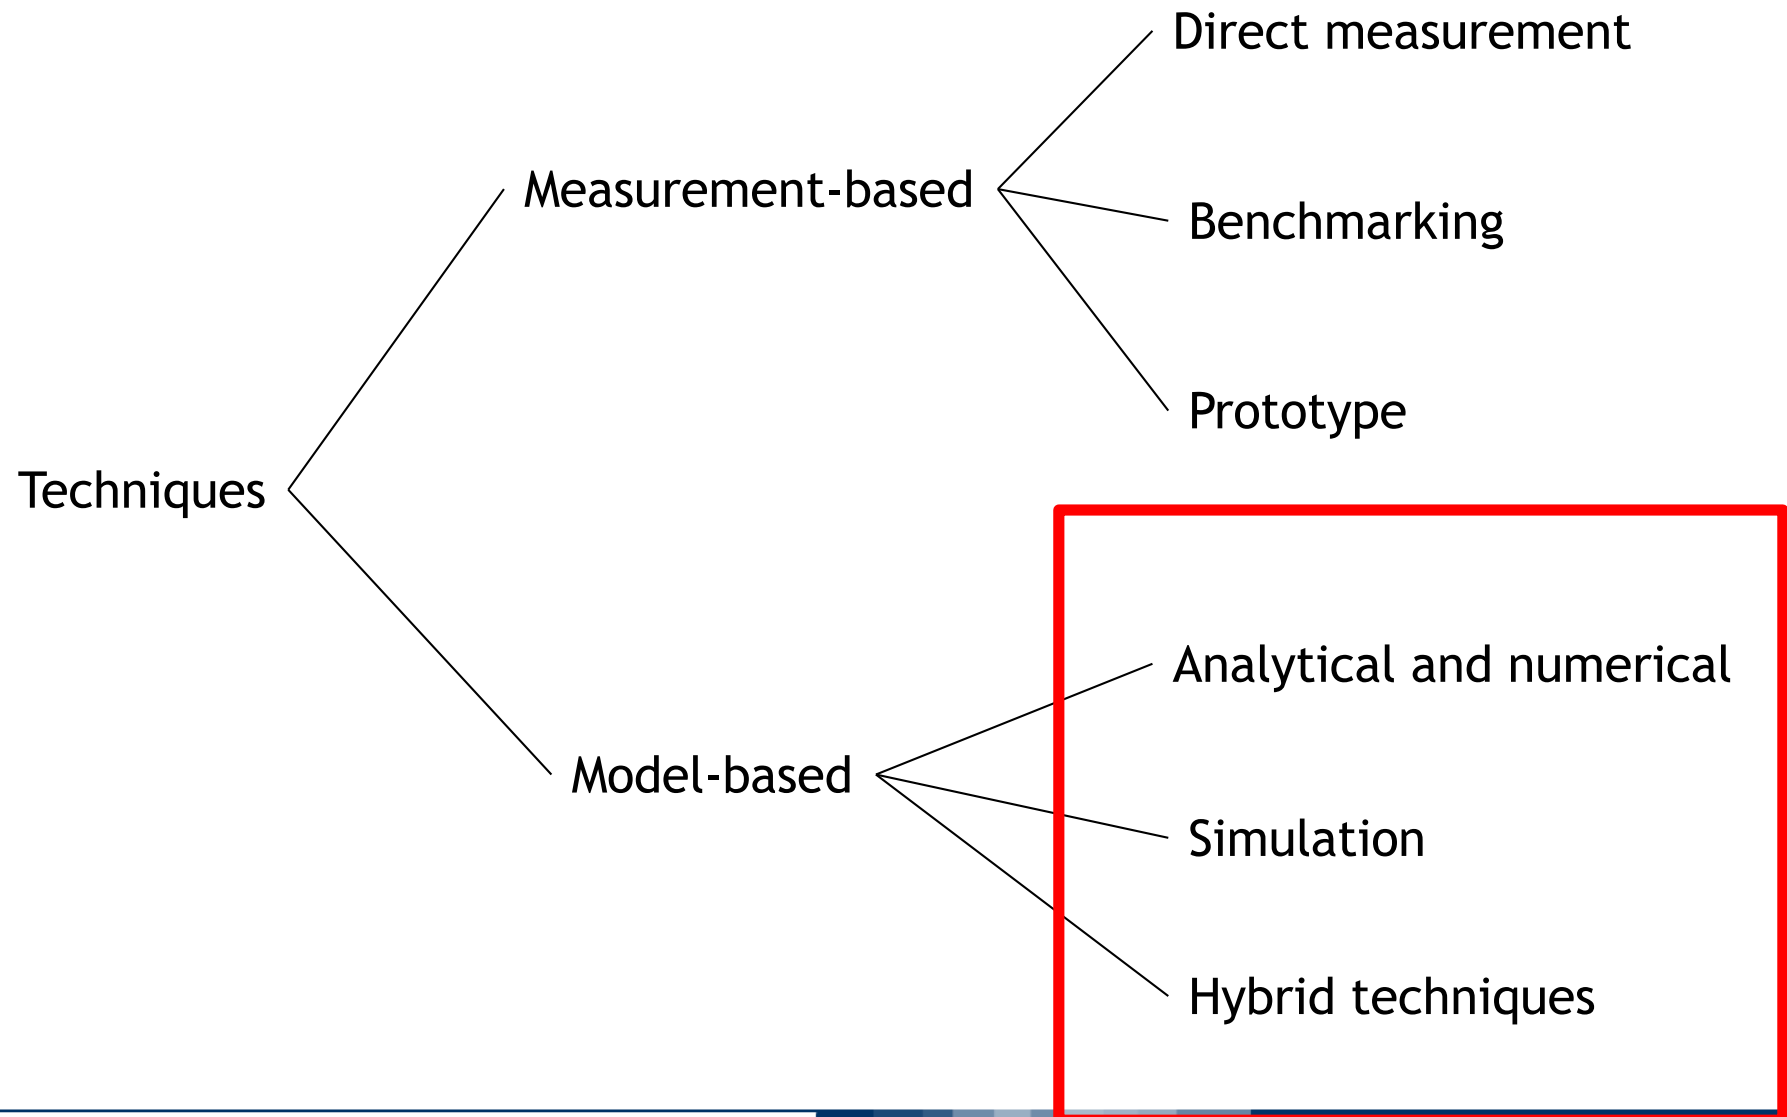 Direct measurement
Measurement-based
Benchmarking
Prototype
Techniques
Analytical and numerical
Model-based
Simulation
Hybrid techniques